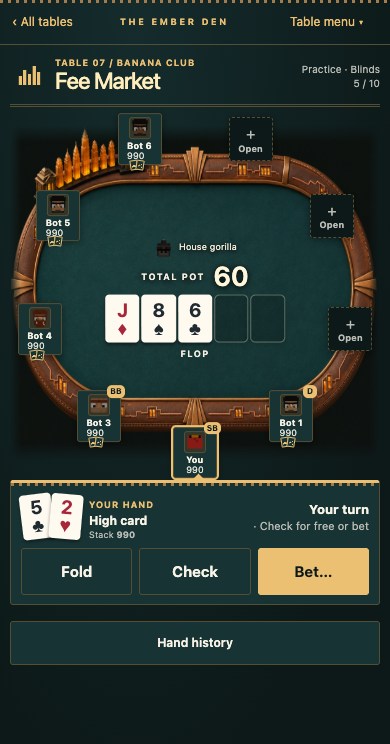 ‹ All tables THE EMBER DEN Table menu ▾
TABLE 07 / BANANA CLUB
Fee Market
Practice · Blinds
5 / 10
Bot 6
990
+
Open
Bot 5
990
+
Open
House gorilla
TOTAL POT 60
J♦ 8♠ 6♣
FLOP
Bot 4
990
+
Open
BB
Bot 3
990
D
Bot 1
990
SB
You
990
5♣ 2♥
YOUR HAND
High card
Stack 990
Your turn
· Check for free or bet
Fold Check Bet...
Hand history